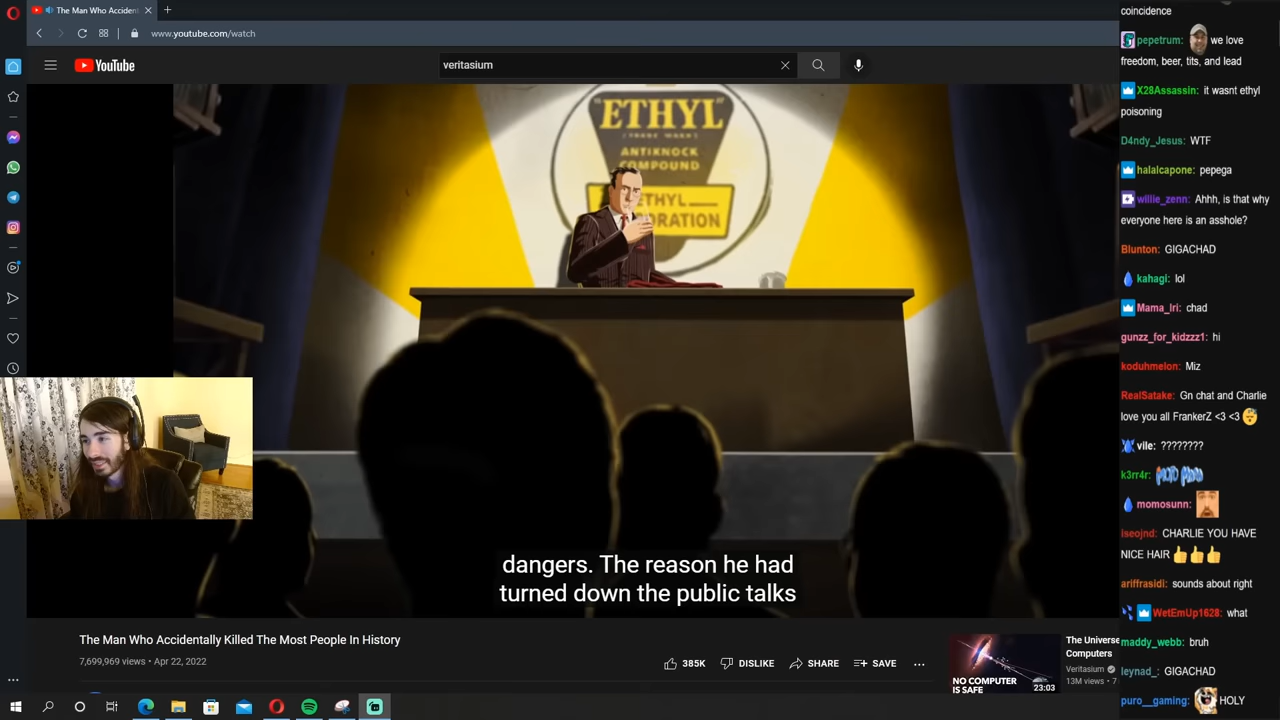 The Man Who Acciden
www.youtube.com/watch
YouTube
veritasium
"ETHYL"
ANTIKNOCK
COMPOUND
ETHYL
dangers. The reason he had
turned down the public talks
The Man Who Accidentally Killed The Most People In History
7,699,969 views • Apr 22, 2022
385K
DISLIKE
SHARE
SAVE
NO COMPUTER
IS SAFE
23:03
The Universe
Computers
Veritasium
13M views • 7
coincidence
pepetrum: we love
freedom, beer, tits, and lead
X28Assassin: it wasnt ethyl
poisoning
D4ndy_Jesus: WTF
halalcapone: pepega
willie_zenn: Ahhh, is that why
everyone here is an asshole?
Blunton: GIGACHAD
kahagi: lol
Mama_Iri: chad
gunzz_for_kidzzz1: hi
koduhmelon: Miz
RealSatake: Gn chat and Charlie
love you all FrankerZ <3 <3 😴
vile: ????????
k3rr4r:
momosunn:
iseojnd: CHARLIE YOU HAVE
NICE HAIR 👍👍👍
ariffrasidi: sounds about right
WetEmUp1628: what
maddy_webb: bruh
leynad_: GIGACHAD
puro__gaming: HOLY